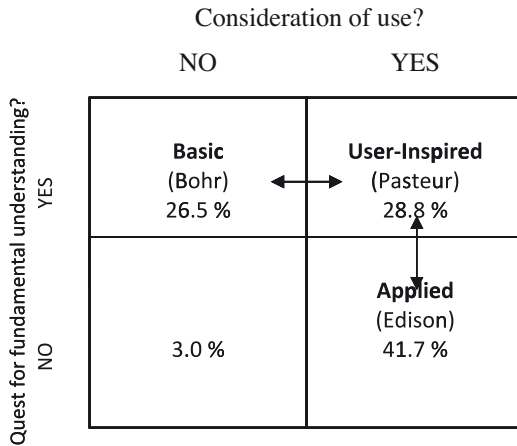 Consideration of use?
NO YES
Quest for fundamental understanding?
YES
NO
Basic
(Bohr)
26.5 %
User-Inspired
(Pasteur)
28.8 %
3.0 %
Applied
(Edison)
41.7 %